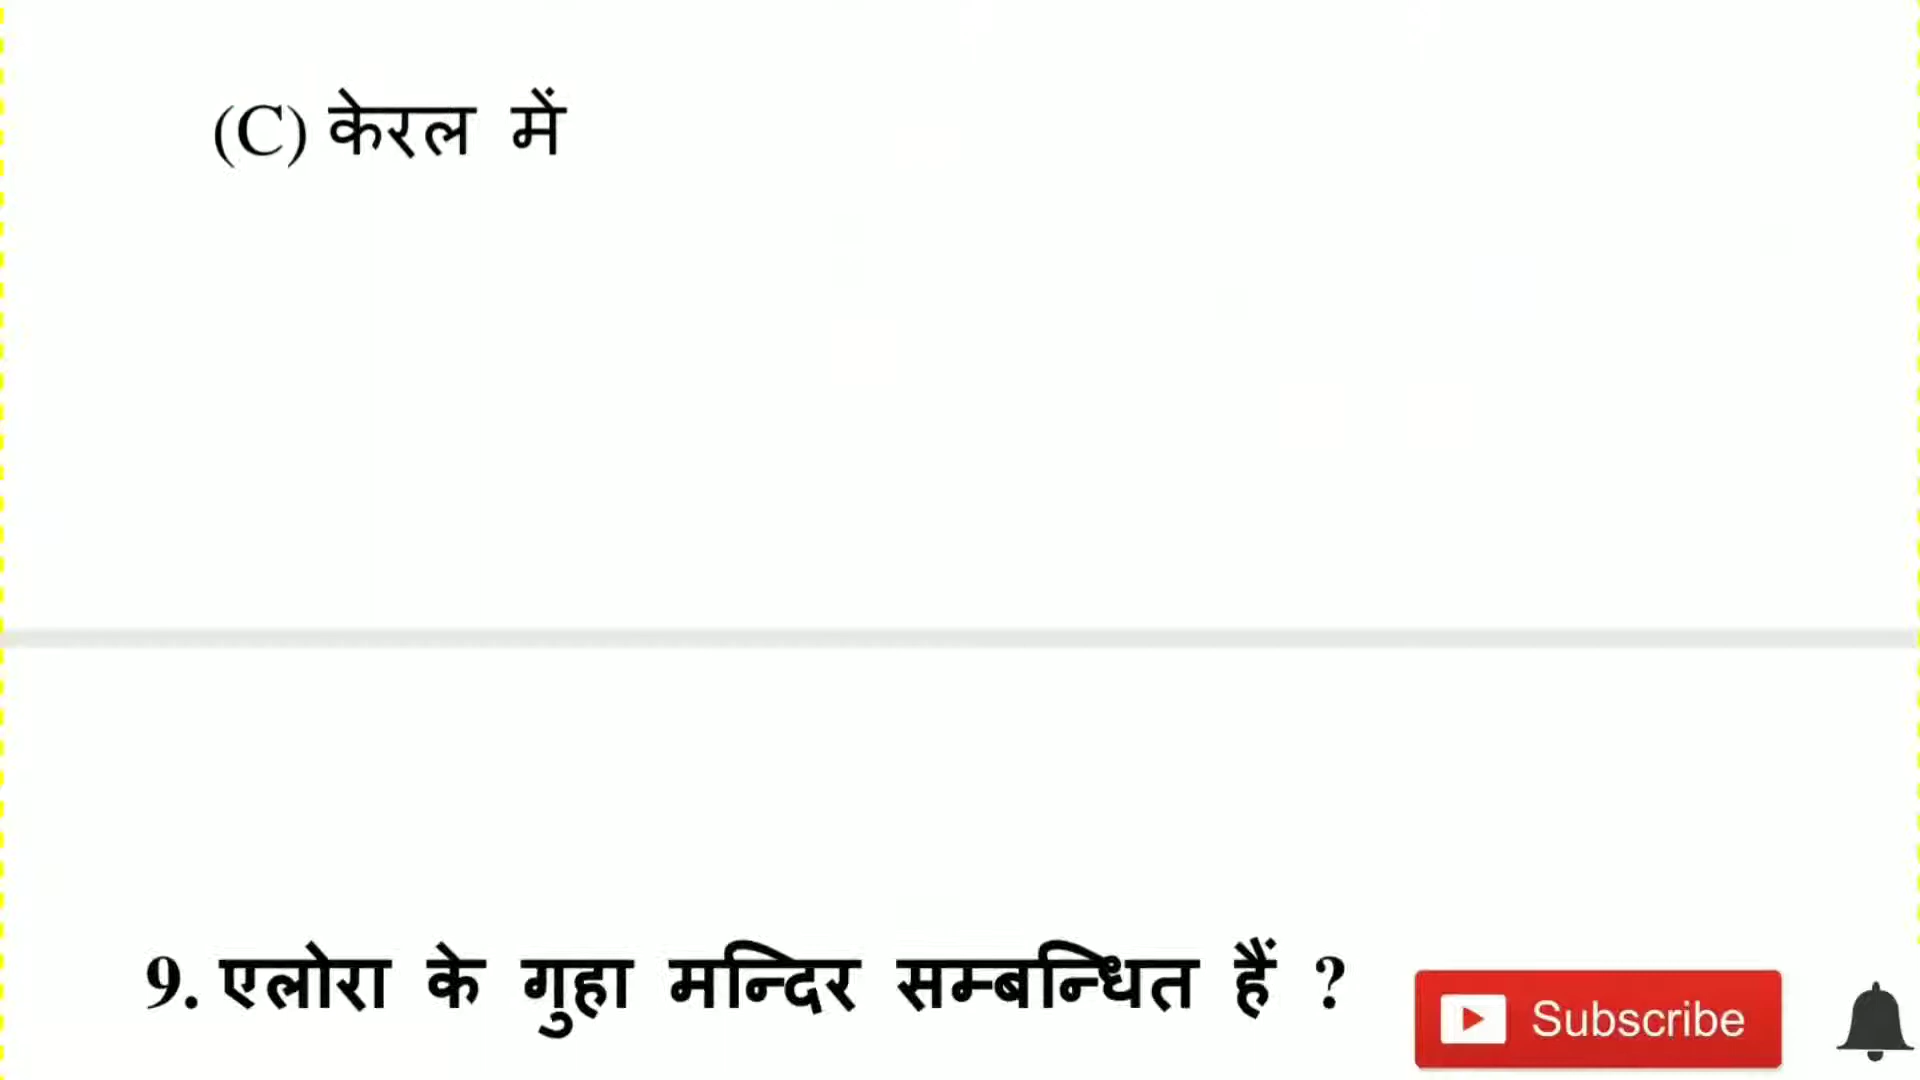 (C) केरल में
9. एलोरा के गुहा मन्दिर सम्बन्धित हैं ?
Subscribe